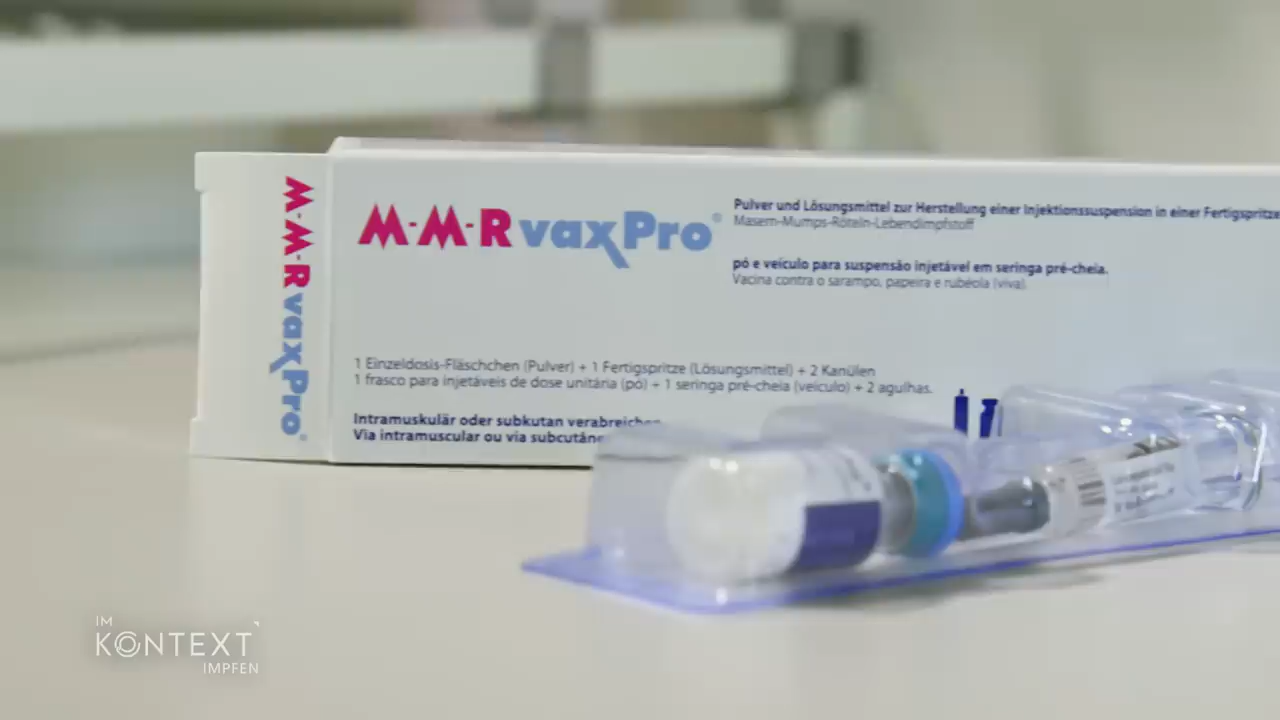 M-M-RvaxPro®
M-M-RvaxPro®
Pulver und Lösungsmittel zur Herstellung einer Injektionssuspension in einer Fertigspritze
Masern-Mumps-Röteln-Lebendimpfstoff
pó e veículo para suspensão injetável em seringa pré-cheia.
Vacina contra o sarampo, papeira e rubéola (viva).
1 Einzeldosis-Fläschchen (Pulver) + 1 Fertigspritze (Lösungsmittel) + 2 Kanülen
1 frasco para injetáveis de dose unitária (pó) + 1 seringa pré-cheia (veículo) + 2 agulhas.
Intramuskulär oder subkutan
Via intramuscular ou via
IM
KONTEXT
IMPFEN